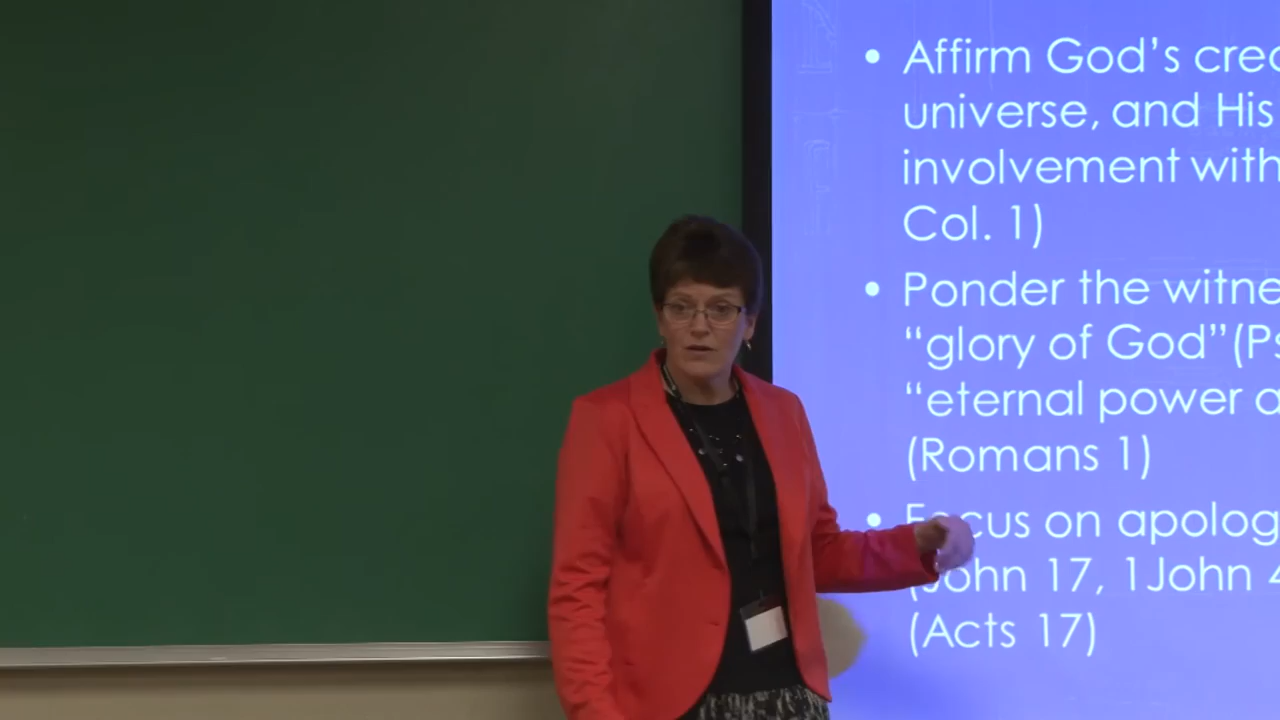 • Affirm God's crea
universe, and His
involvement with
Col. 1)
• Ponder the witne
“glory of God”(Ps
“eternal power a
(Romans 1)
• Focus on apolog
(John 17, 1John 4
(Acts 17)